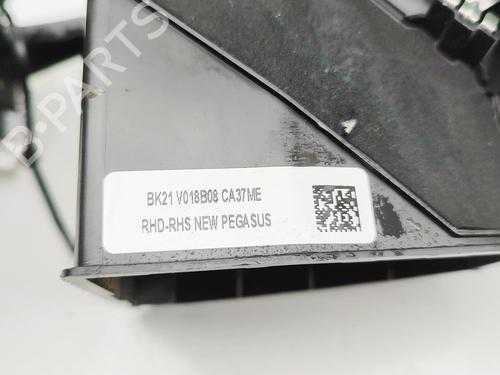 B-PARTS
BK21 V018B08 CA37ME
RHD-RHS NEW PEGASUS